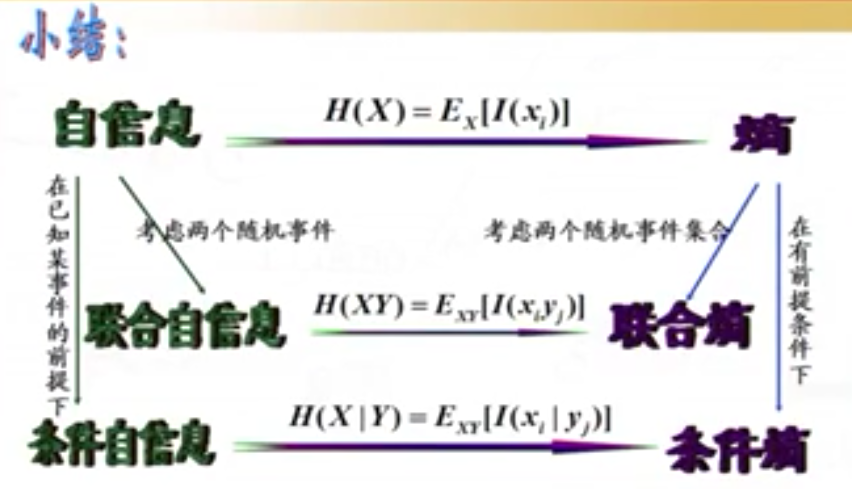 小结：
自信息
H(X) = E_X[I(x_i)]
熵
在已知某事件的前提下
考虑两个随机事件
考虑两个随机事件集合
在有前提条件下
联合自信息
H(XY) = E_{XY}[I(x_i y_j)]
联合熵
条件自信息
H(X | Y) = E_{XY}[I(x_i | y_j)]
条件熵